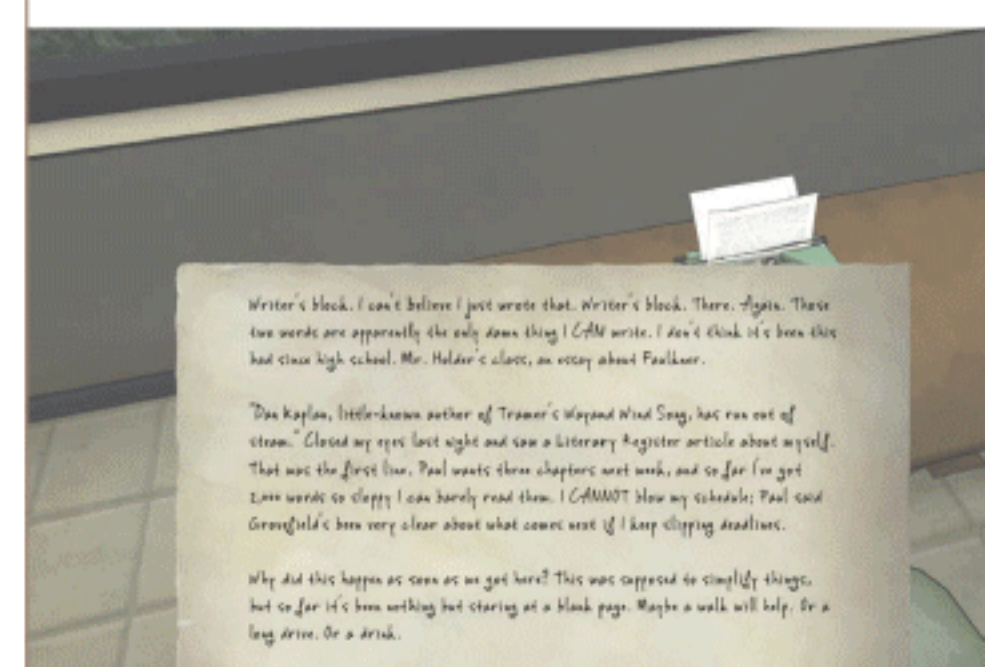 Writer's block. I can't believe I just wrote that. Writer's block. There. Again. Those
two words are apparently the only damn thing I CAN write. I don't think it's been this
bad since high school. Mr. Holder's class, an essay about Faulkner.
"Dan Kaplan, little-known author of Tramer's and Wind Song, has run out of
steam." Closed my eyes last night and saw a Literary Register article about myself.
That was the first line. Paul wants three chapters next week, and so far I've got
2,000 words so sloppy I can barely read them. I CANNOT blow my schedule; Paul said
Grovefield's been very clear about what comes next if I keep slipping deadlines.
Why did this happen as soon as we got here? This was supposed to simplify things,
but so far it's been nothing but staring at a blank page. Maybe a walk will help. Or a
long drive. Or a drink.